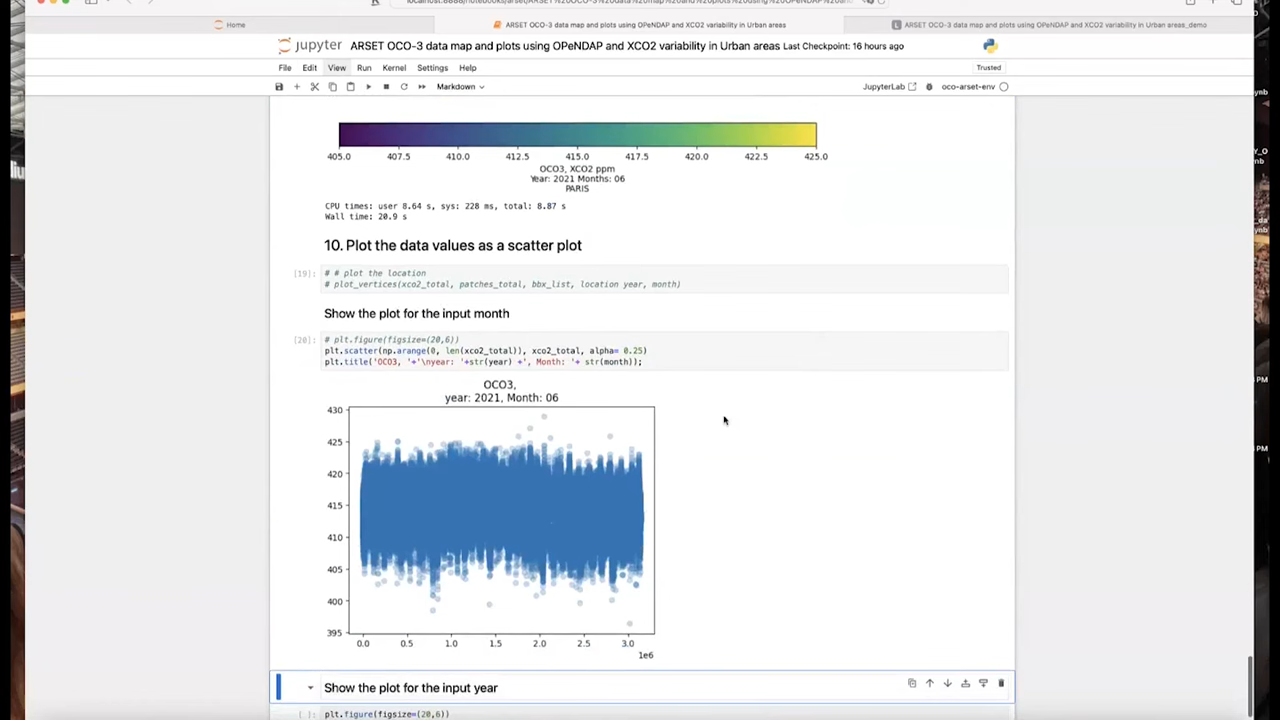 Home
ARSET OCO-3 data map and plots using OPeNDAP and XCO2 variability in Urban areas
ARSET OCO-3 data map and plots using OPeNDAP and XCO2 variability in Urban areas_demo
jupyter ARSET OCO-3 data map and plots using OPeNDAP and XCO2 variability in Urban areas Last Checkpoint: 16 hours ago
File Edit View Run Kernel Settings Help
Trusted
Markdown
JupyterLab
oco-arset-env
405.0 407.5 410.0 412.5 415.0 417.5 420.0 422.5 425.0
OCO3, XCO2 ppm
Year: 2021 Months: 06
PARIS
CPU times: user 8.64 s, sys: 228 ms, total: 8.87 s
Wall time: 20.9 s
10. Plot the data values as a scatter plot
[19]:
# # plot the location
# plot_vertices(xco2_total, patches_total, bbx_list, location year, month)
Show the plot for the input month
[20]:
# plt.figure(figsize=(20,6))
plt.scatter(np.arange(0, len(xco2_total)), xco2_total, alpha= 0.25)
plt.title('OCO3, '+'\nyear: '+str(year) +', Month: '+ str(month));
OCO3,
year: 2021, Month: 06
430
425
420
415
410
405
400
395
0.0 0.5 1.0 1.5 2.0 2.5 3.0
1e6
Show the plot for the input year
[ ]:
plt.figure(figsize=(20,6))